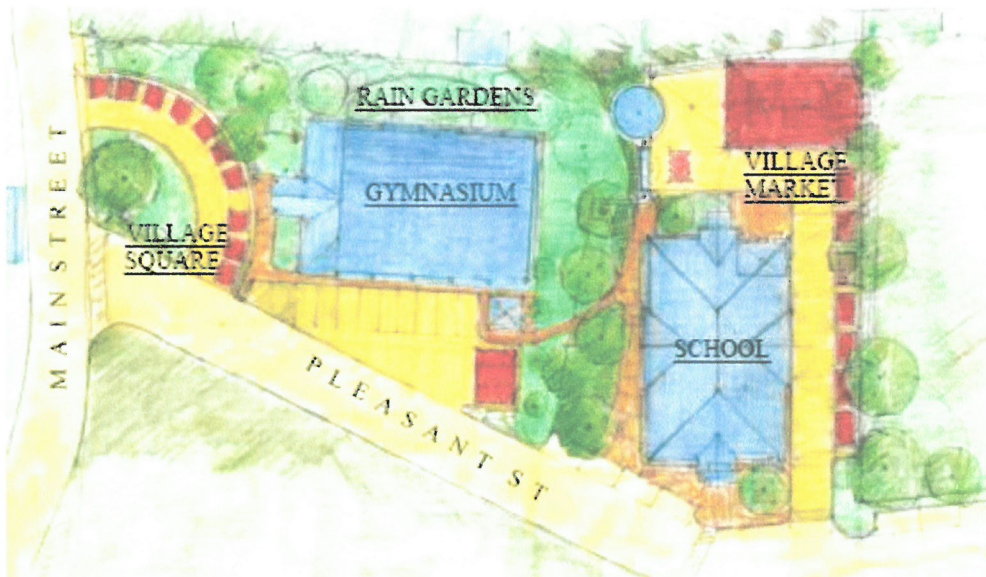 RAIN GARDENS
GYMNASIUM
VILLAGE
MARKET
VILLAGE
SQUARE
MAIN STREET
SCHOOL
PLEASANT ST